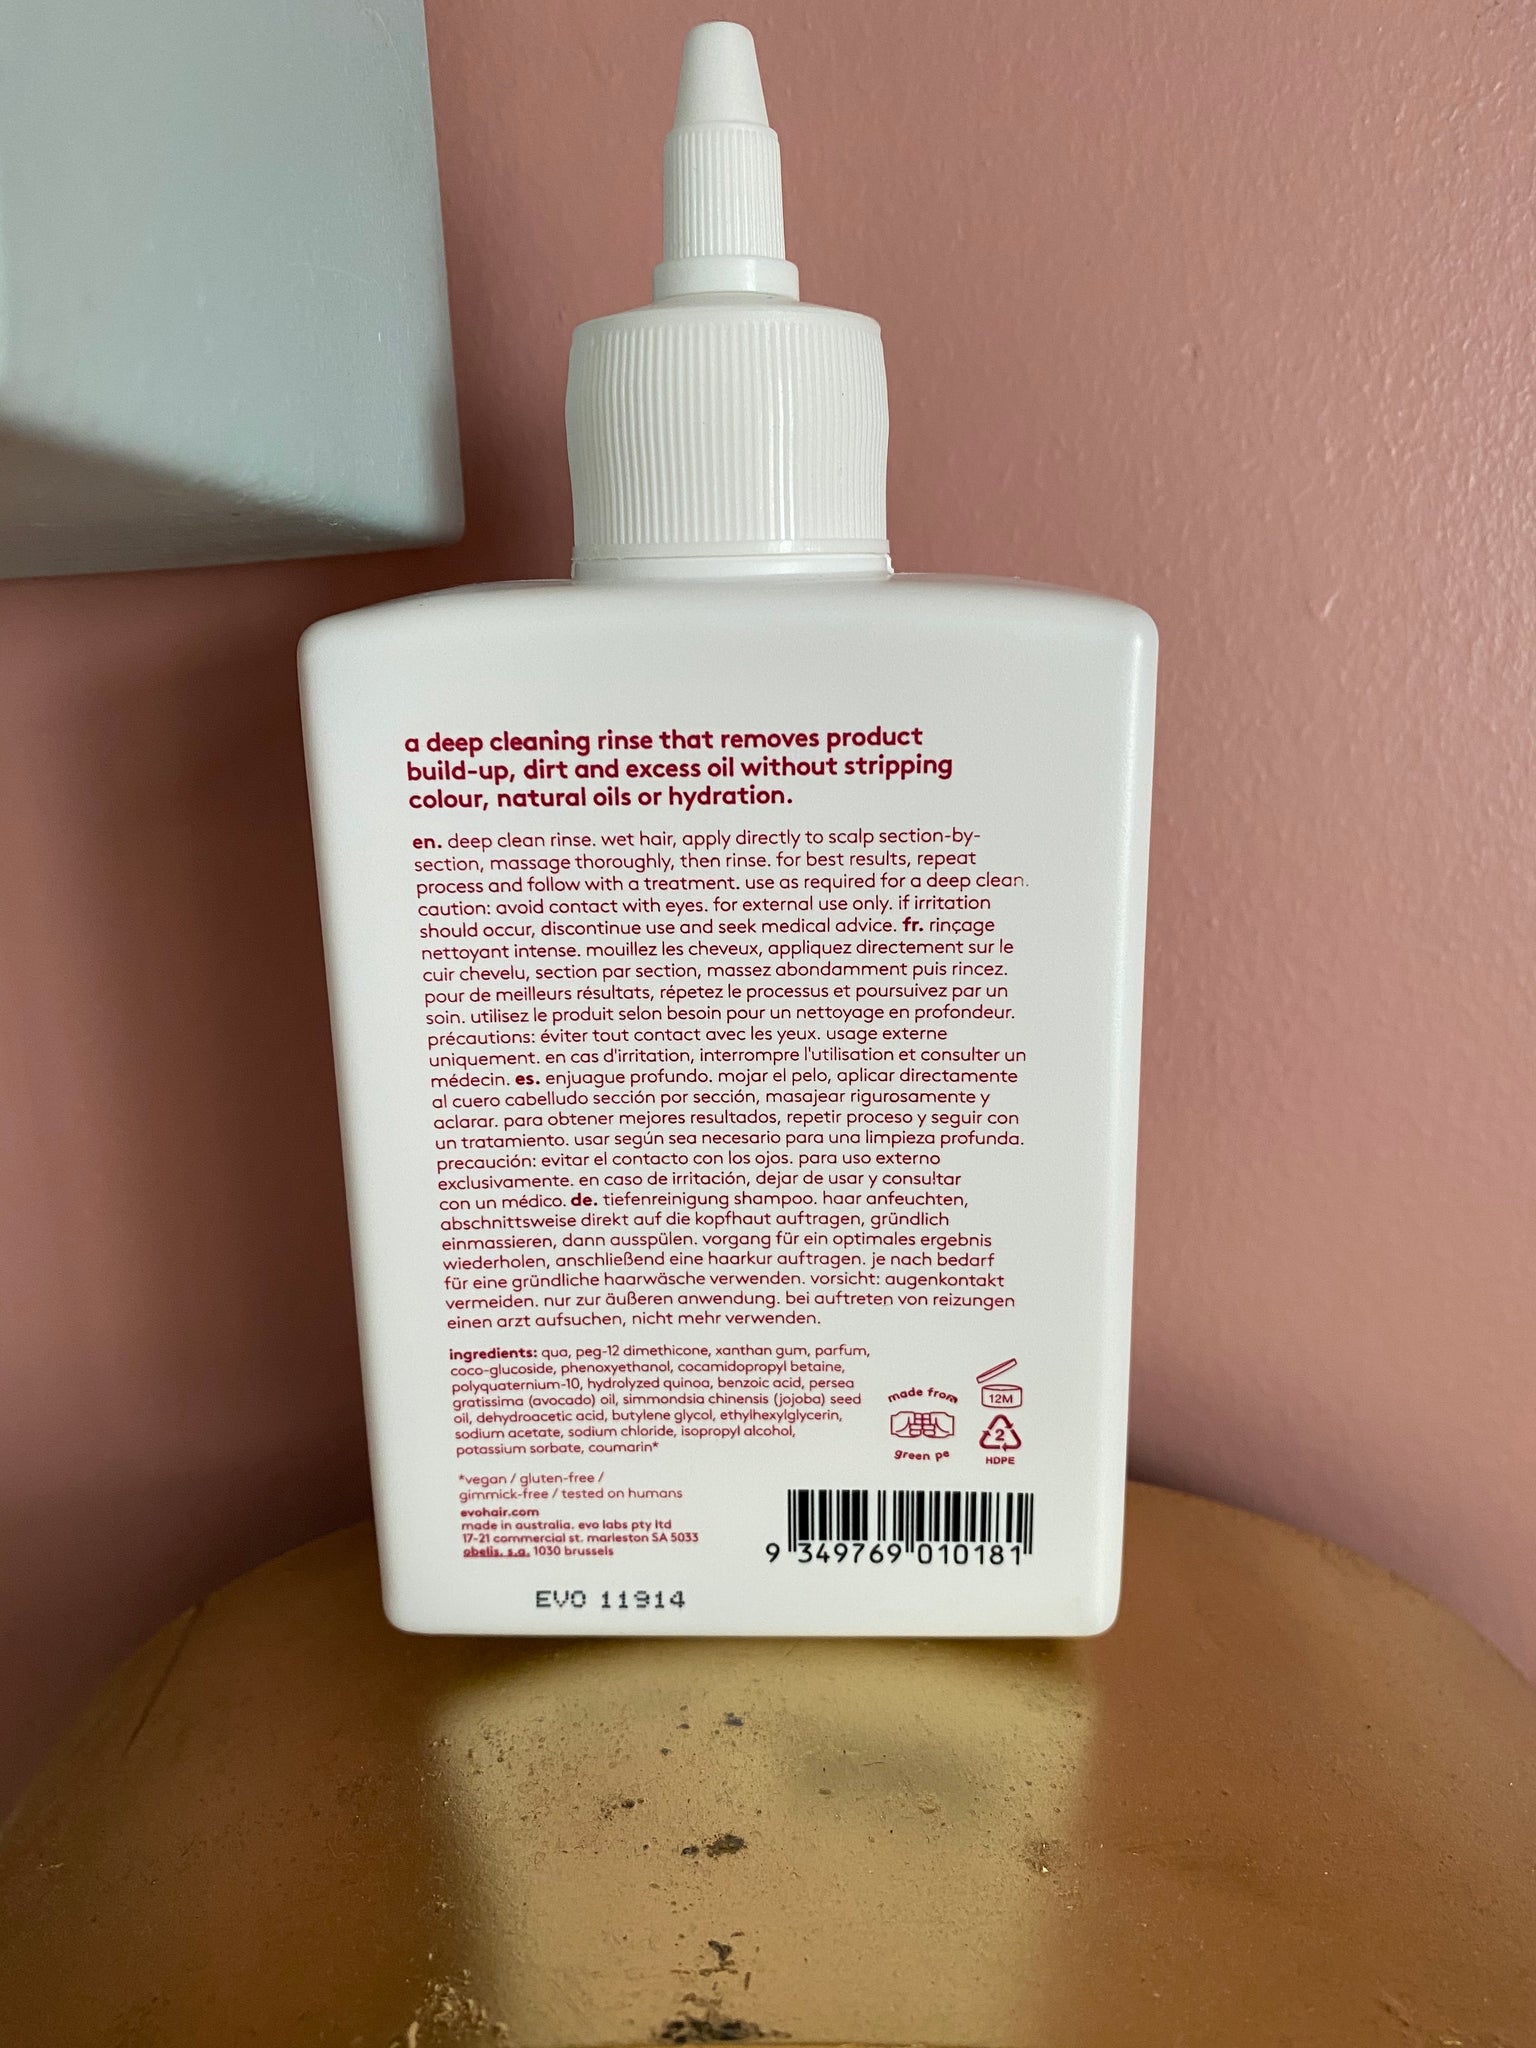 a deep cleaning rinse that removes product
build-up, dirt and excess oil without stripping
colour, natural oils or hydration.
en. deep clean rinse. wet hair, apply directly to scalp section-by-
section, massage thoroughly, then rinse. for best results, repeat
process and follow with a treatment. use as required for a deep clean.
caution: avoid contact with eyes. for external use only. if irritation
should occur, discontinue use and seek medical advice. fr. rinçage
nettoyant intense. mouillez les cheveux, appliquez directement sur le
cuir chevelu, section par section, massez abondamment puis rincez.
pour de meilleurs résultats, répetez le processus et poursuivez par un
soin. utilisez le produit selon besoin pour un nettoyage en profondeur.
précautions: éviter tout contact avec les yeux. usage externe
uniquement. en cas d'irritation, interrompre l'utilisation et consulter un
médecin. es. enjuague profundo. mojar el pelo, aplicar directamente
al cuero cabelludo sección por sección, masajear rigurosamente y
aclarar. para obtener mejores resultados, repetir proceso y seguir con
un tratamiento. usar según sea necesario para una limpieza profunda.
precaución: evitar el contacto con los ojos. para uso externo
exclusivamente. en caso de irritación, dejar de usar y consultar
con un médico. de. tiefenreinigung shampoo. haar anfeuchten,
abschnittsweise direkt auf die kopfhaut auftragen, gründlich
einmassieren, dann ausspülen. vorgang für ein optimales ergebnis
wiederholen, anschließend eine haarkur auftragen. je nach bedarf
für eine gründliche haarwäsche verwenden. vorsicht: augenkontakt
vermeiden. nur zur äußeren anwendung. bei auftreten von reizungen
einen arzt aufsuchen, nicht mehr verwenden.
ingredients: qua, peg-12 dimethicone, xanthan gum, parfum,
coco-glucoside, phenoxyethanol, cocamidopropyl betaine,
polyquaternium-10, hydrolyzed quinoa, benzoic acid, persea
gratissima (avocado) oil, simmondsia chinensis (jojoba) seed
oil, dehydroacetic acid, butylene glycol, ethylhexylglycerin,
sodium acetate, sodium chloride, isopropyl alcohol,
potassium sorbate, coumarin*
made from
green pe
12M
2
HDPE
*vegan / gluten-free /
gimmick-free / tested on humans
evohair.com
made in australia. evo labs pty ltd
17-21 commercial st. marleston SA 5033
obelis. s.a. 1030 brussels
9 349769 010181
EVO 11914